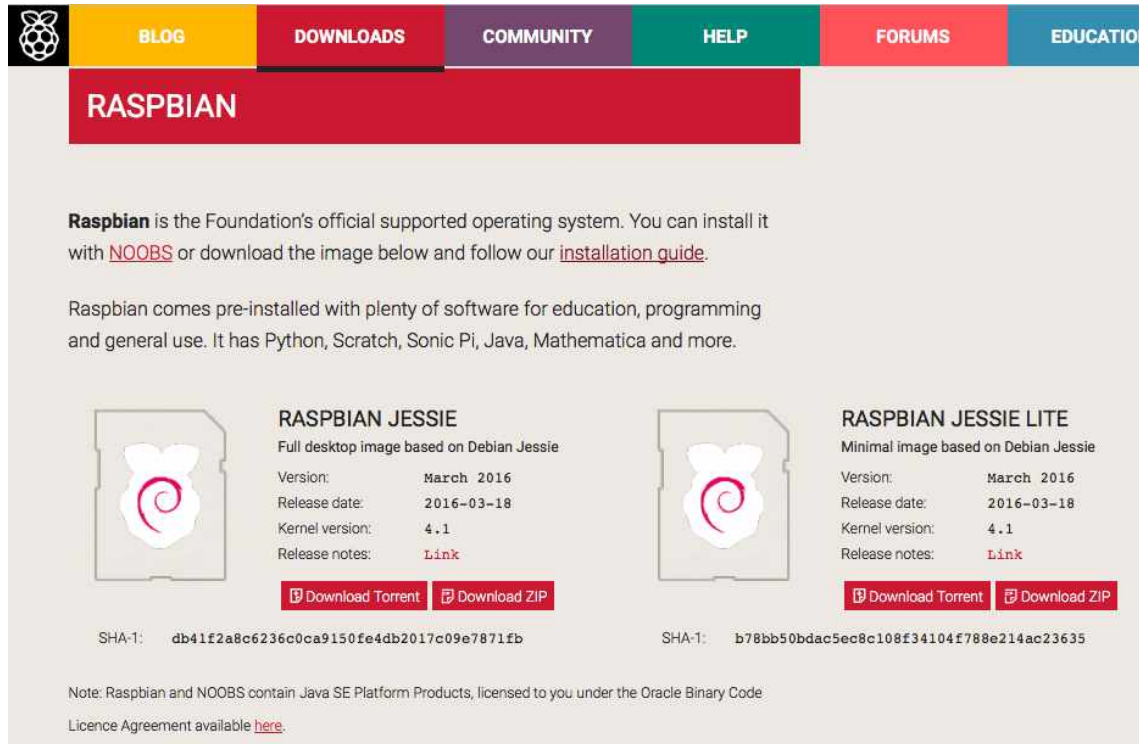 BLOG DOWNLOADS COMMUNITY HELP FORUMS EDUCATIO
RASPBIAN
Raspbian is the Foundation's official supported operating system. You can install it
with NOOBS or download the image below and follow our installation guide.
Raspbian comes pre-installed with plenty of software for education, programming
and general use. It has Python, Scratch, Sonic Pi, Java, Mathematica and more.
RASPBIAN JESSIE
Full desktop image based on Debian Jessie
Version: March 2016
Release date: 2016-03-18
Kernel version: 4.1
Release notes: Link
Download Torrent Download ZIP
SHA-1: db41f2a8c6236c0ca9150fe4db2017c09e7871fb
RASPBIAN JESSIE LITE
Minimal image based on Debian Jessie
Version: March 2016
Release date: 2016-03-18
Kernel version: 4.1
Release notes: Link
Download Torrent Download ZIP
SHA-1: b78bb50bdac5ec8c108f34104f788e214ac23635
Note: Raspbian and NOOBS contain Java SE Platform Products, licensed to you under the Oracle Binary Code
Licence Agreement available here.